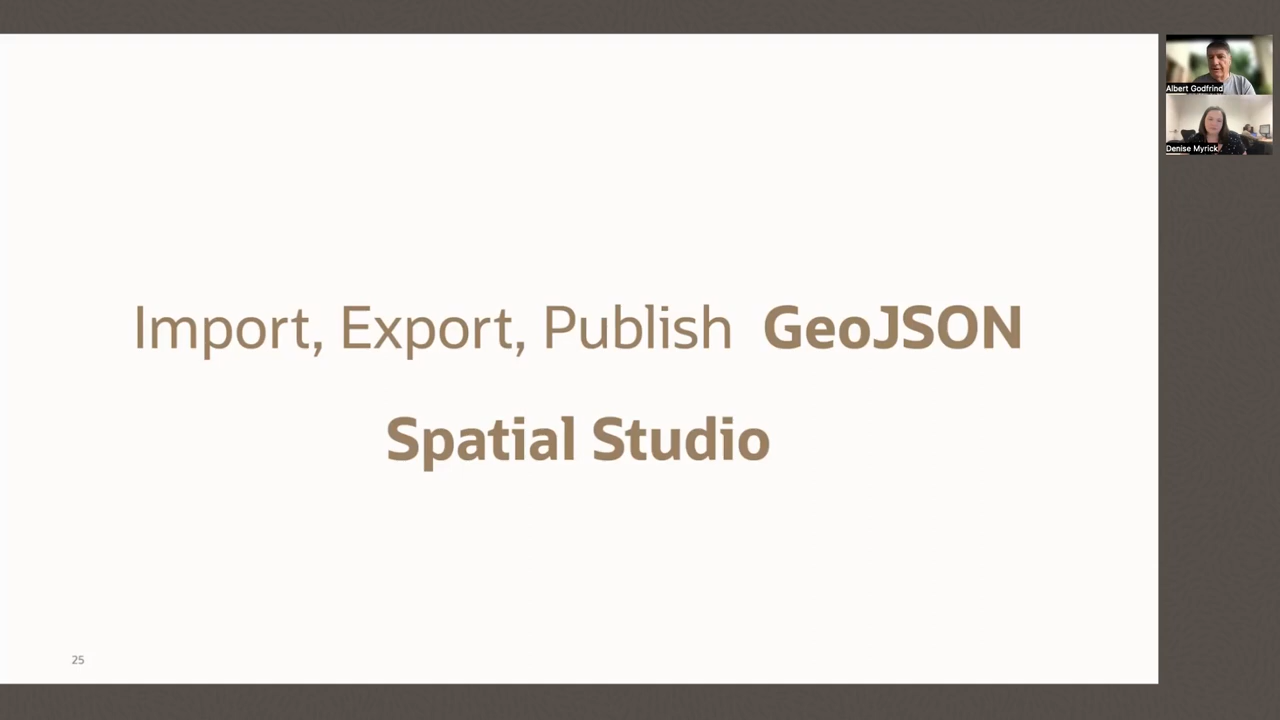 Import, Export, Publish GeoJSON
Spatial Studio
25
Albert Godfrind
Denise Myrick